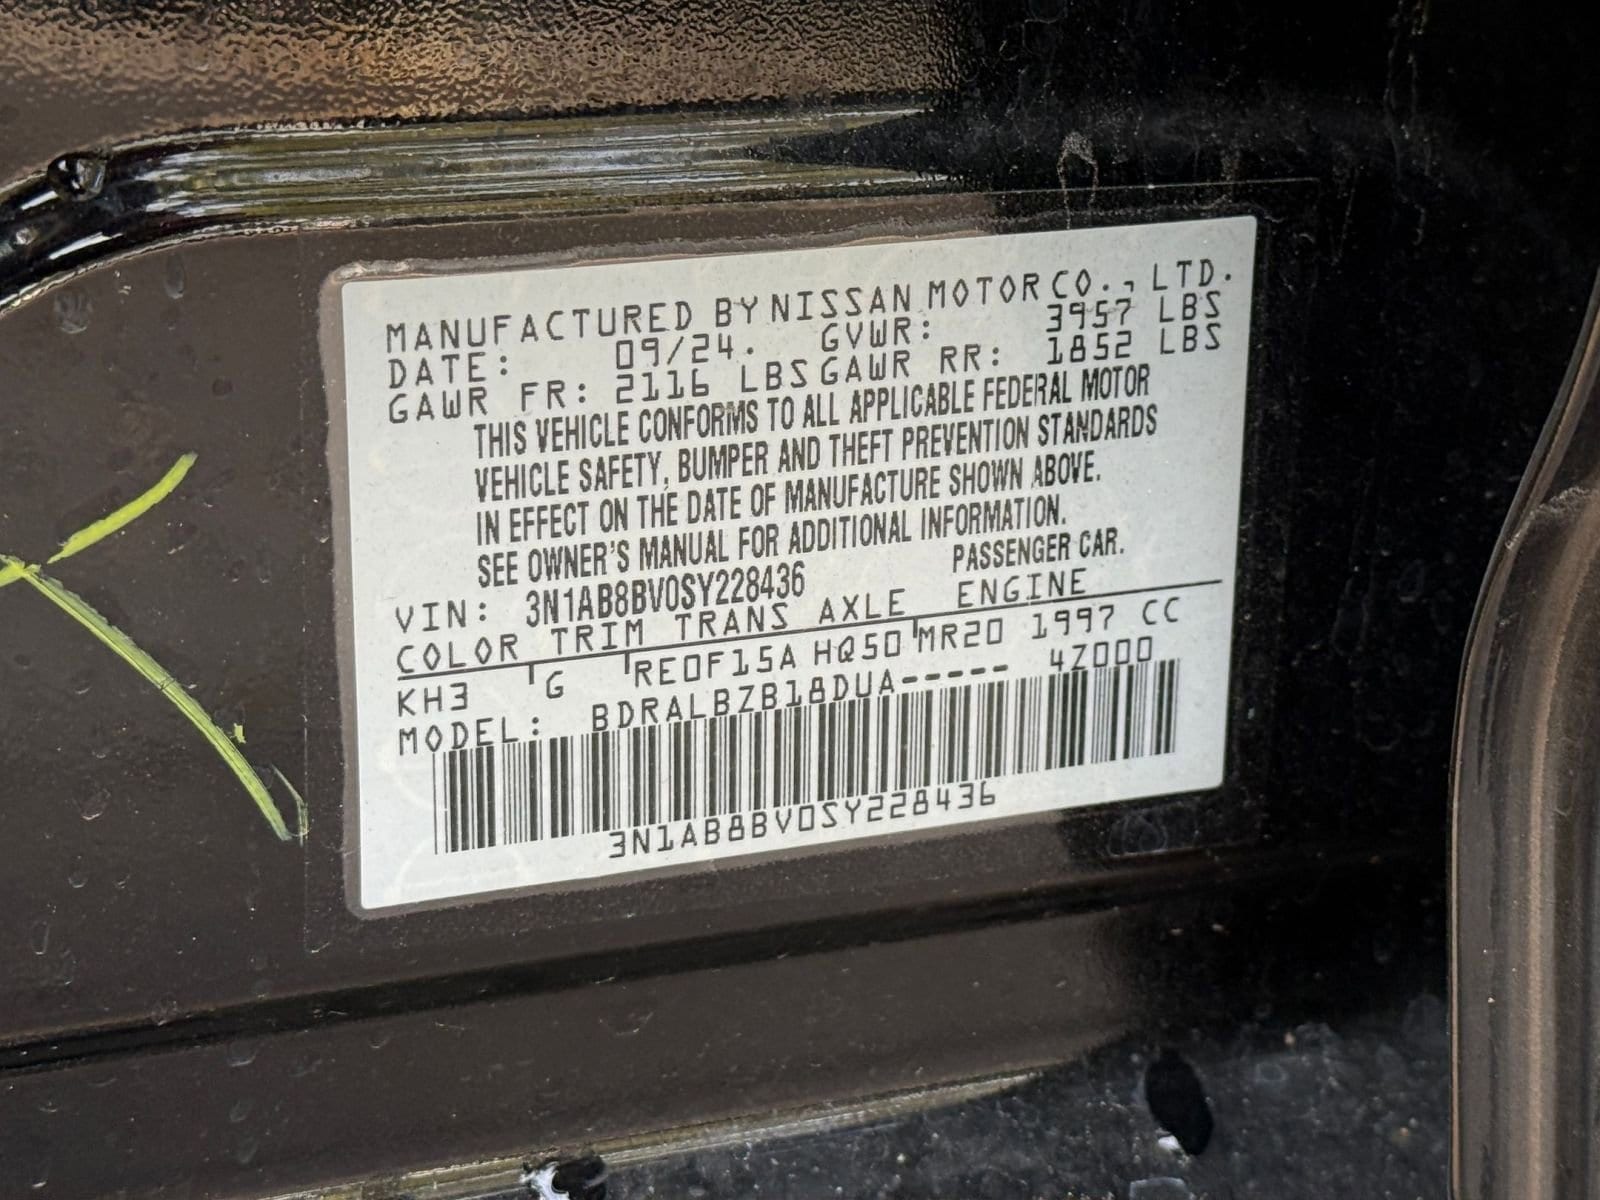 MANUFACTURED BY NISSAN MOTOR CO., LTD.
DATE: 09/24. GVWR: 3957 LBS
GAWR FR: 2116 LBS GAWR RR: 1852 LBS
THIS VEHICLE CONFORMS TO ALL APPLICABLE FEDERAL MOTOR
VEHICLE SAFETY, BUMPER AND THEFT PREVENTION STANDARDS
IN EFFECT ON THE DATE OF MANUFACTURE SHOWN ABOVE.
SEE OWNER'S MANUAL FOR ADDITIONAL INFORMATION.
VIN: 3N1AB8BV0SY228436 PASSENGER CAR.
COLOR TRIM TRANS AXLE ENGINE
KH3 G RE0F15A HQ50 MR20 1997 CC
MODEL: BDRALBZB18DUA----- 4Z000
3N1AB8BV0SY228436